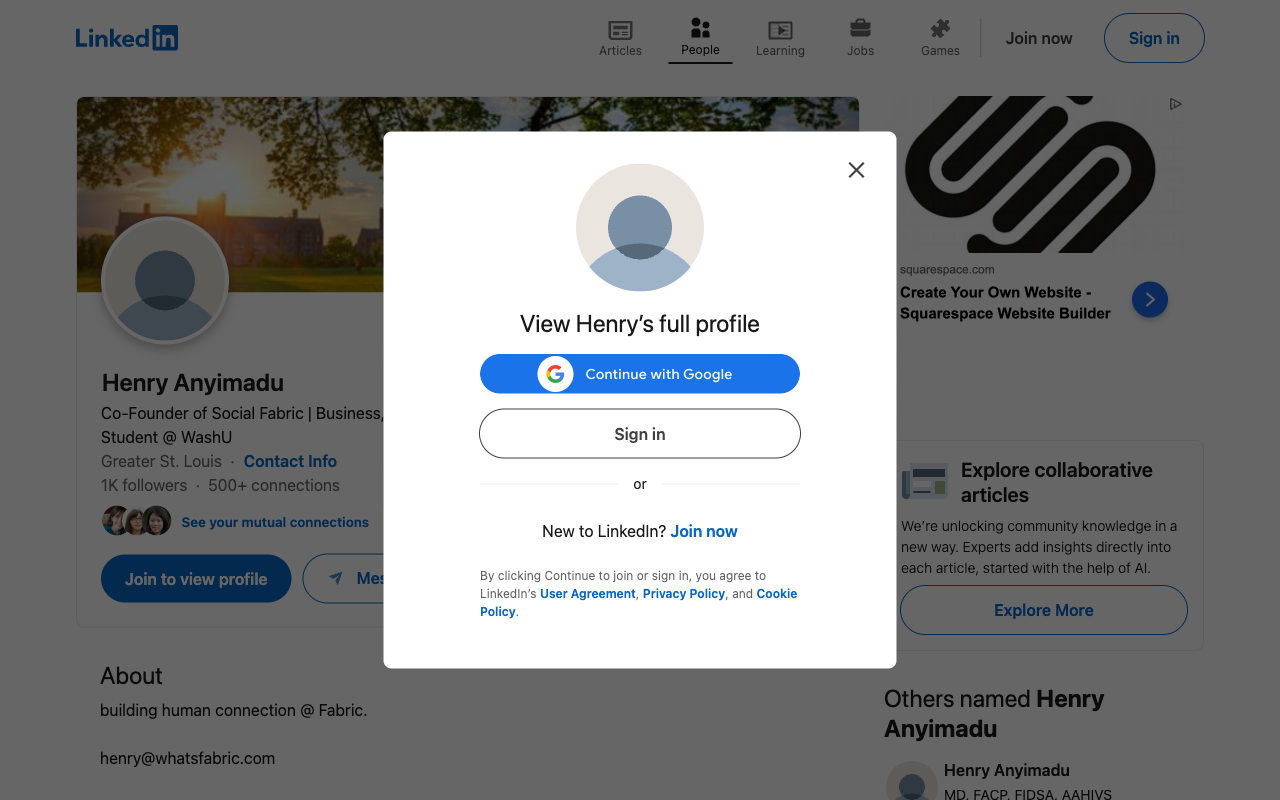 LinkedIn
Articles
People
Learning
Jobs
Games
Join now
Sign in
View Henry's full profile
Continue with Google
Sign in
or
New to LinkedIn? Join now
By clicking Continue to join or sign in, you agree to
LinkedIn's User Agreement, Privacy Policy, and Cookie
Policy.
Henry Anyimadu
Co-Founder of Social Fabric | Business,
Student @ WashU
Greater St. Louis · Contact Info
1K followers · 500+ connections
See your mutual connections
Join to view profile
About
building human connection @ Fabric.
henry@whatsfabric.com
squarespace.com
Create Your Own Website -
Squarespace Website Builder
Explore collaborative
articles
We're unlocking community knowledge in a
new way. Experts add insights directly into
each article, started with the help of AI.
Explore More
Others named Henry
Anyimadu
Henry Anyimadu
MD, FACP, FIDSA, AAHIVS